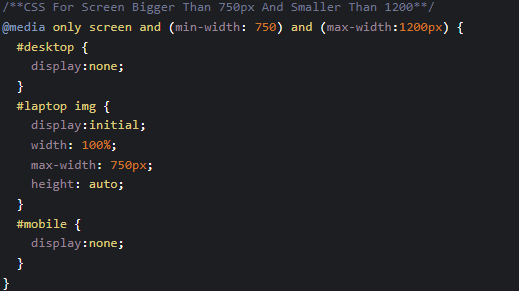 /**CSS For Screen Bigger Than 750px And Smaller Than 1200**/
@media only screen and (min-width: 750) and (max-width:1200px) {
  #desktop {
    display:none;
  }
  #laptop img {
    display:initial;
    width: 100%;
    max-width: 750px;
    height: auto;
  }
  #mobile {
    display:none;
  }
}